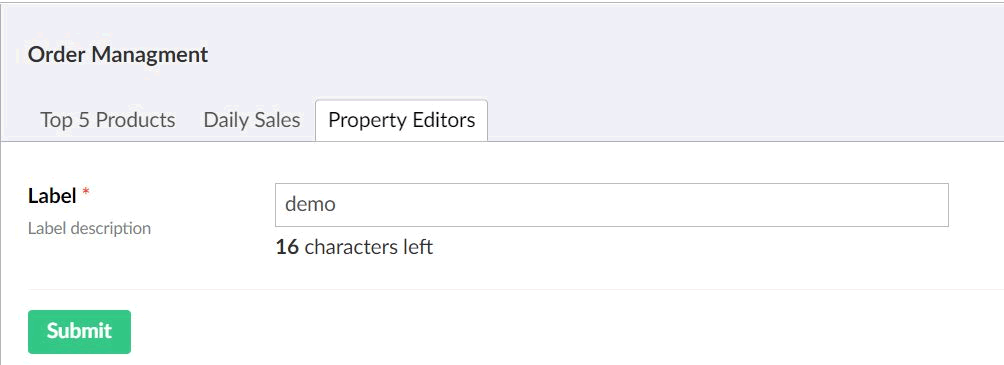 Order Managment
Top 5 Products Daily Sales Property Editors
Label * demo
Label description
16 characters left
Submit